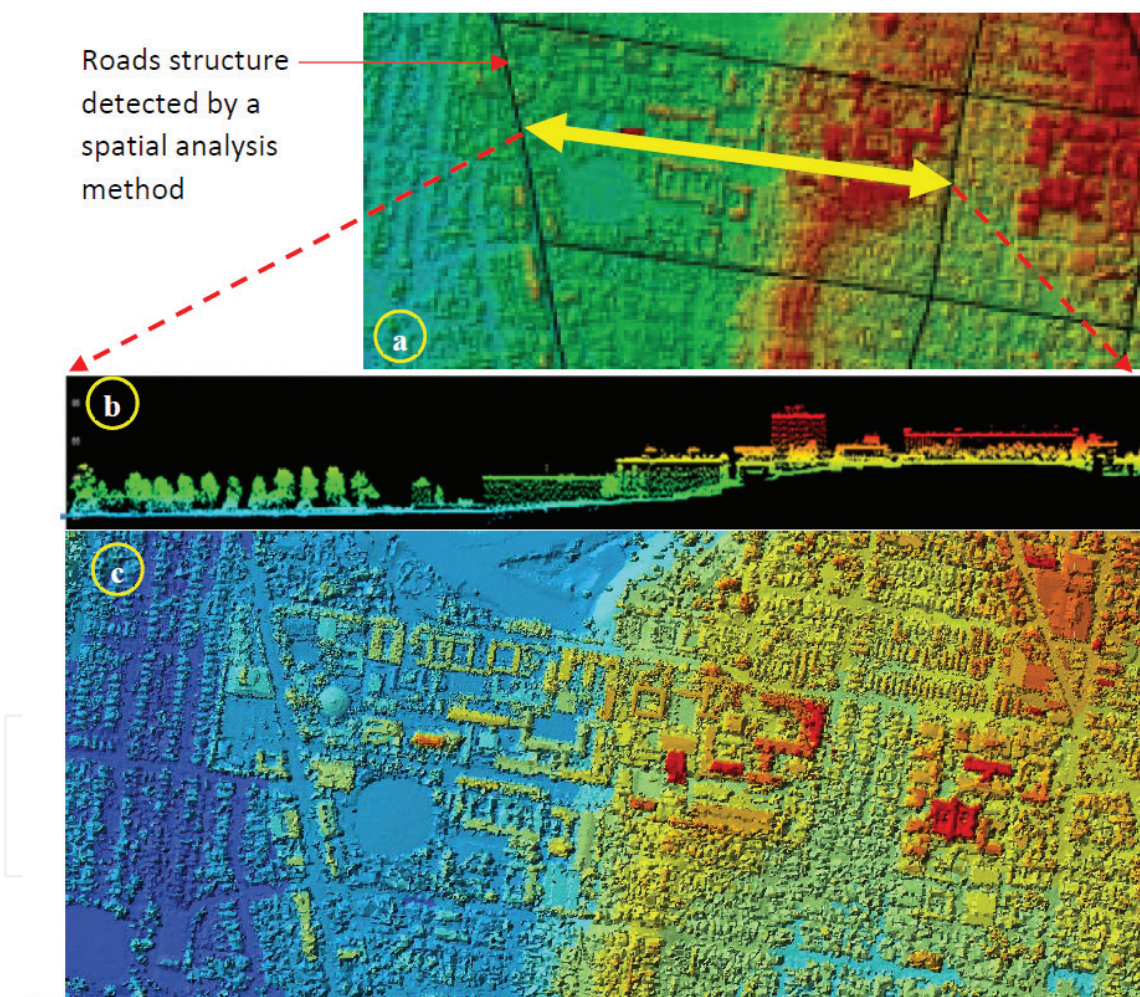 Roads structure
detected by a
spatial analysis
method
a
b
c